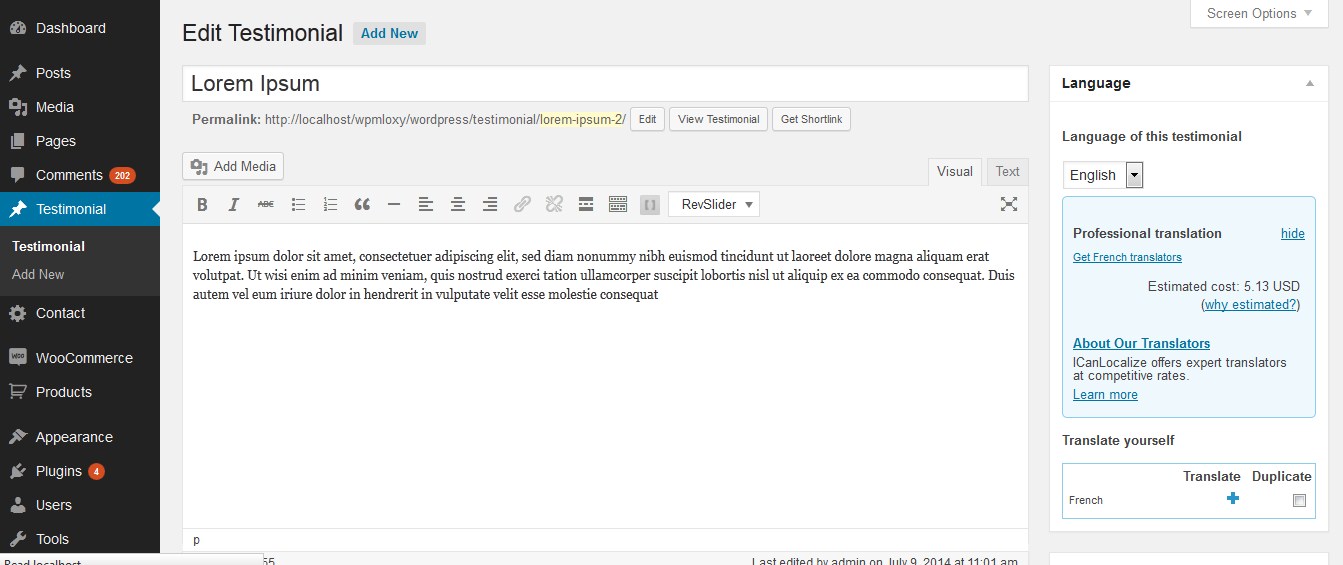 Dashboard
Posts
Media
Pages
Comments 202
Testimonial
Testimonial
Add New
Contact
WooCommerce
Products
Appearance
Plugins 4
Users
Tools
Screen Options
Edit Testimonial Add New
Lorem Ipsum
Permalink: http://localhost/wpmloxy/wordpress/testimonial/lorem-ipsum-2/ Edit View Testimonial Get Shortlink
Add Media
Visual Text
B I ABC RevSlider
Lorem ipsum dolor sit amet, consectetuer adipiscing elit, sed diam nonummy nibh euismod tincidunt ut laoreet dolore magna aliquam erat
volutpat. Ut wisi enim ad minim veniam, quis nostrud exerci tation ullamcorper suscipit lobortis nisl ut aliquip ex ea commodo consequat. Duis
autem vel eum iriure dolor in hendrerit in vulputate velit esse molestie consequat
p
55 Last edited by admin on July 9, 2014 at 11:01 am
Read localhost
Language
Language of this testimonial
English
Professional translation hide
Get French translators
Estimated cost: 5.13 USD
(why estimated?)
About Our Translators
ICanLocalize offers expert translators
at competitive rates.
Learn more
Translate yourself
Translate Duplicate
French